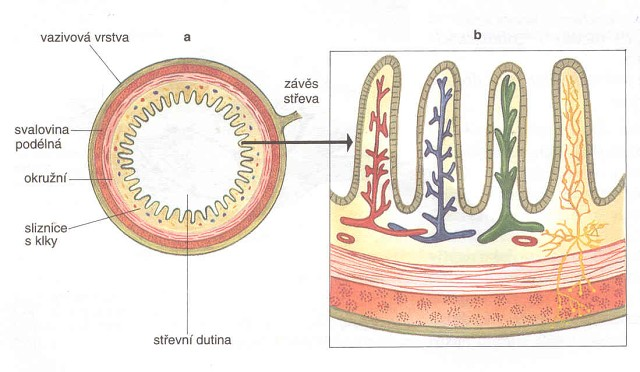 vazivová vrstva
a
b
závěs
střeva
svalovina
podélná
okružní
sliznice
s klky
střevní dutina